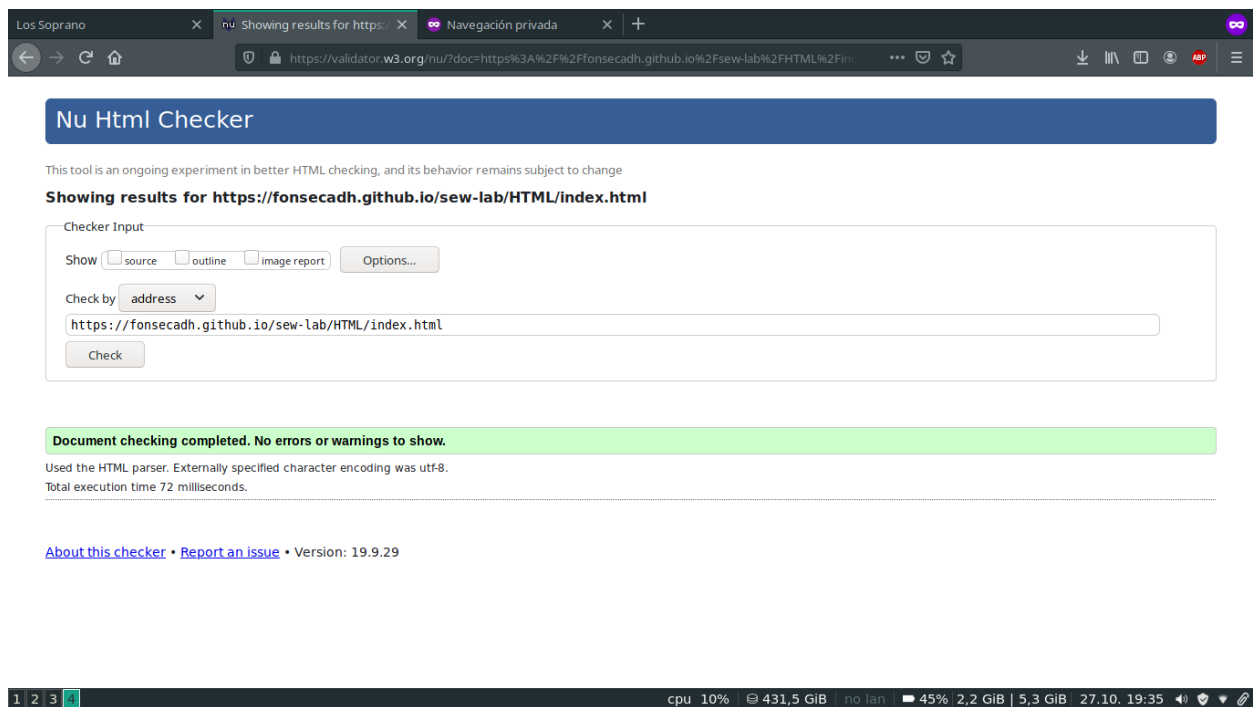 Los Soprano
nu Showing results for https:/
Navegación privada
https://validator.w3.org/nu/?doc=https%3A%2F%2Ffonsecadh.github.io%2Fsew-lab%2FHTML%2Fin
ABP
Nu Html Checker
This tool is an ongoing experiment in better HTML checking, and its behavior remains subject to change
Showing results for https://fonsecadh.github.io/sew-lab/HTML/index.html
Checker Input
Show source outline image report Options...
Check by address
https://fonsecadh.github.io/sew-lab/HTML/index.html
Check
Document checking completed. No errors or warnings to show.
Used the HTML parser. Externally specified character encoding was utf-8.
Total execution time 72 milliseconds.
About this checker • Report an issue • Version: 19.9.29
1 2 3 4 cpu 10% 431,5 GiB no lan 45% 2,2 GiB | 5,3 GiB 27.10. 19:35